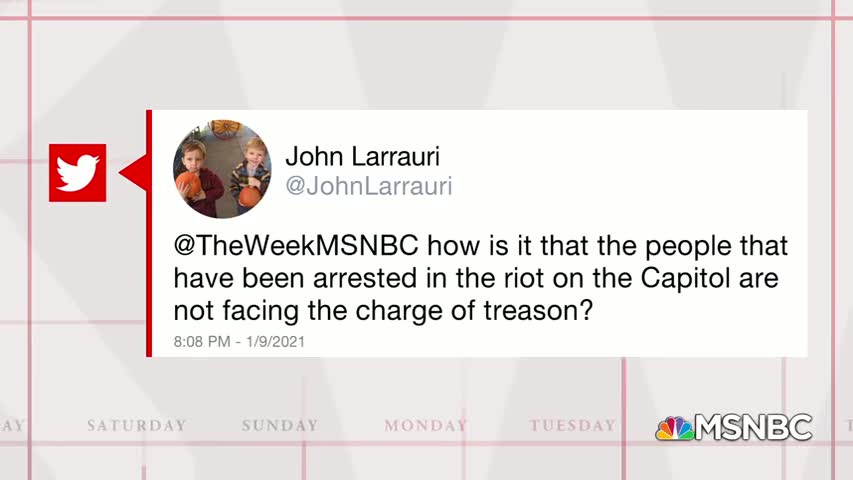 John Larrauri
@JohnLarrauri
@TheWeekMSNBC how is it that the people that
have been arrested in the riot on the Capitol are
not facing the charge of treason?
8:08 PM - 1/9/2021
AY SATURDAY SUNDAY MONDAY TUESDAY
MSNBC